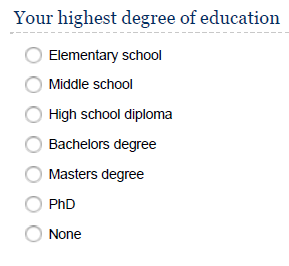 Your highest degree of education
Elementary school
Middle school
High school diploma
Bachelors degree
Masters degree
PhD
None